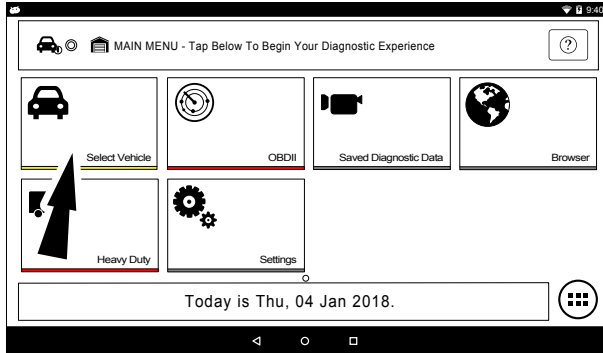 9:40
MAIN MENU - Tap Below To Begin Your Diagnostic Experience
?
Select Vehicle
OBDII
Saved Diagnostic Data
Browser
Heavy Duty
Settings
Today is Thu, 04 Jan 2018.